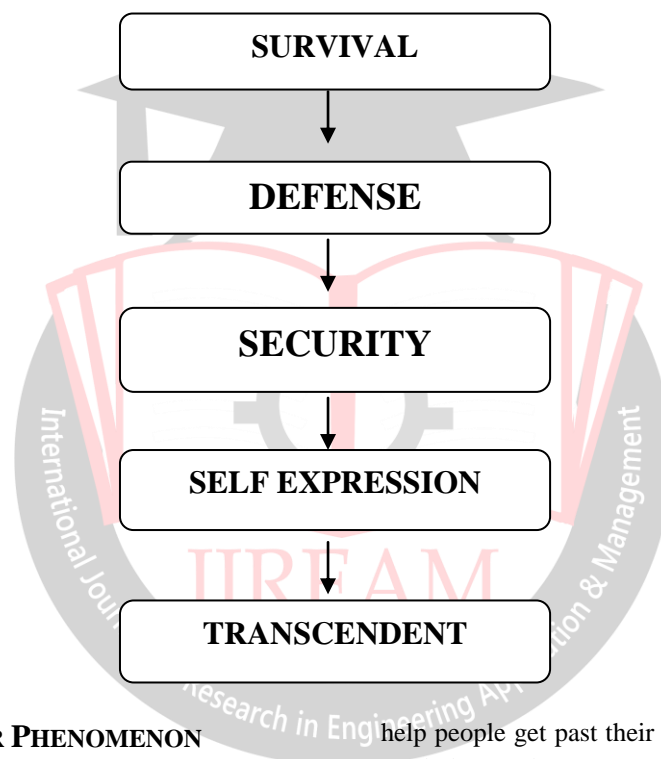 SURVIVAL
DEFENSE
SECURITY
SELF EXPRESSION
TRANSCENDENT
International Journal Research in Engineering Application & Management
IJREAM
PHENOMENON
help people get past their